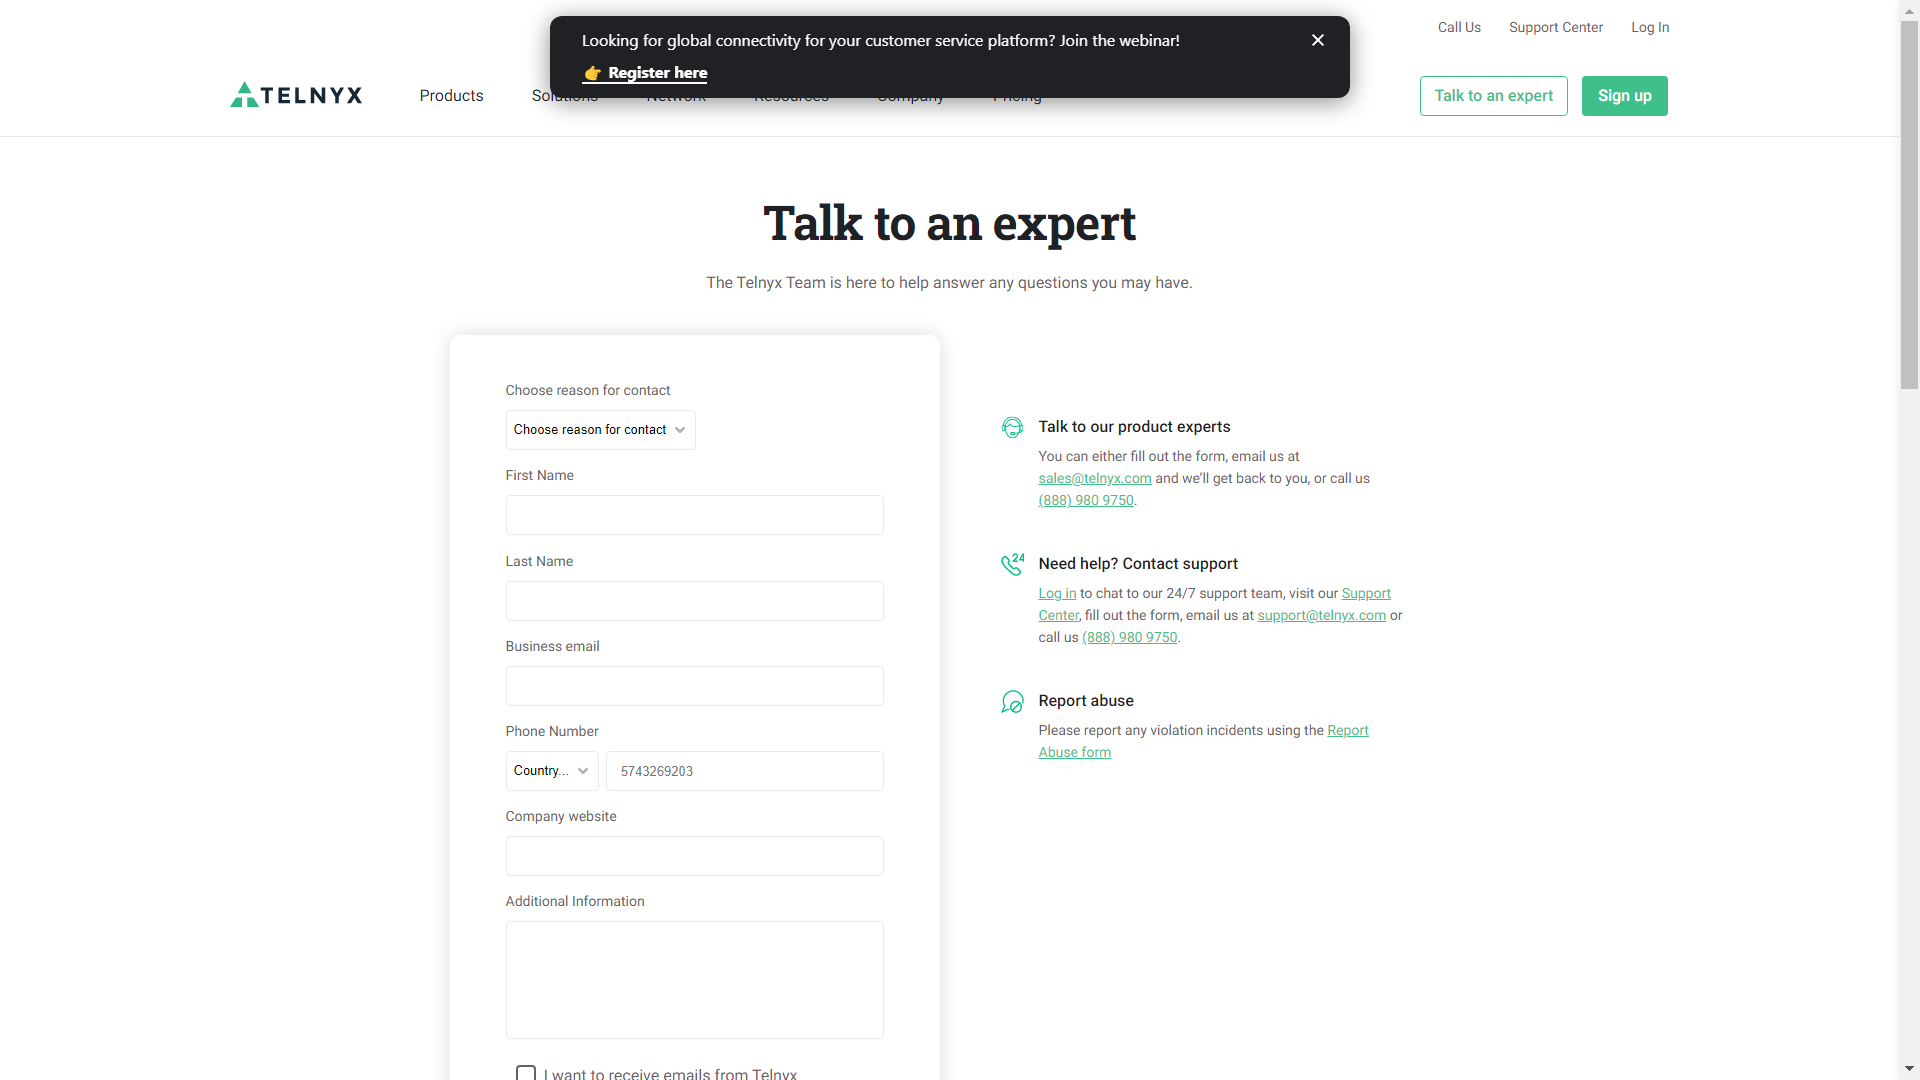 Looking for global connectivity for your customer service platform? Join the webinar!
👉 Register here
Call Us
Support Center
Log In
TELNYX
Products
Solutions
Network
Resources
Company
Pricing
Talk to an expert
Sign up
Talk to an expert
The Telnyx Team is here to help answer any questions you may have.
Choose reason for contact
Choose reason for contact
First Name
Last Name
Business email
Phone Number
Country...
5743269203
Company website
Additional Information
I want to receive emails from Telnyx
Talk to our product experts
You can either fill out the form, email us at
sales@telnyx.com and we’ll get back to you, or call us
(888) 980 9750.
24
Need help? Contact support
Log in to chat to our 24/7 support team, visit our Support
Center, fill out the form, email us at support@telnyx.com or
call us (888) 980 9750.
Report abuse
Please report any violation incidents using the Report
Abuse form